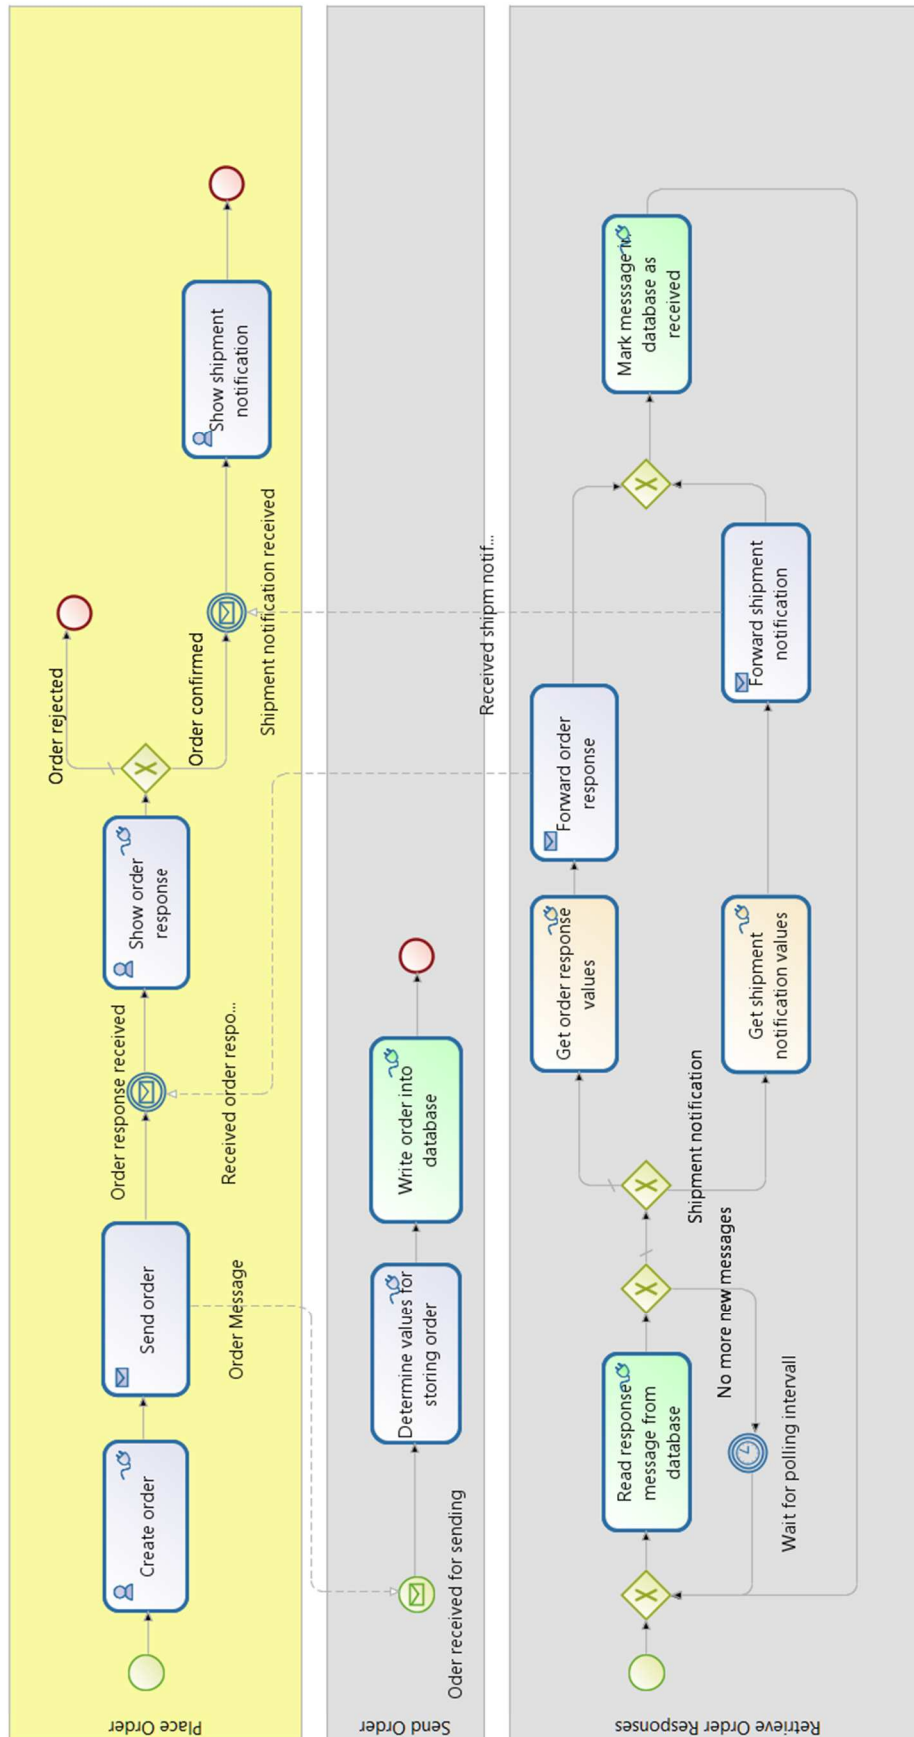 Place Order
Create order
Send order
Order Message
Order response received
Received order respo...
Show order
response
Order rejected
Order confirmed
Shipment notification received
Show shipment
notification
Send Order
Oder received for sending
Determine values for
storing order
Write order into
database
Received shipm notif...
Retrieve Order Responses
Read response
message from
database
No more new messages
Wait for polling intervall
Shipment notification
Get order response
values
Forward order
response
Get shipment
notification values
Forward shipment
notification
Mark messsage in
database as
received